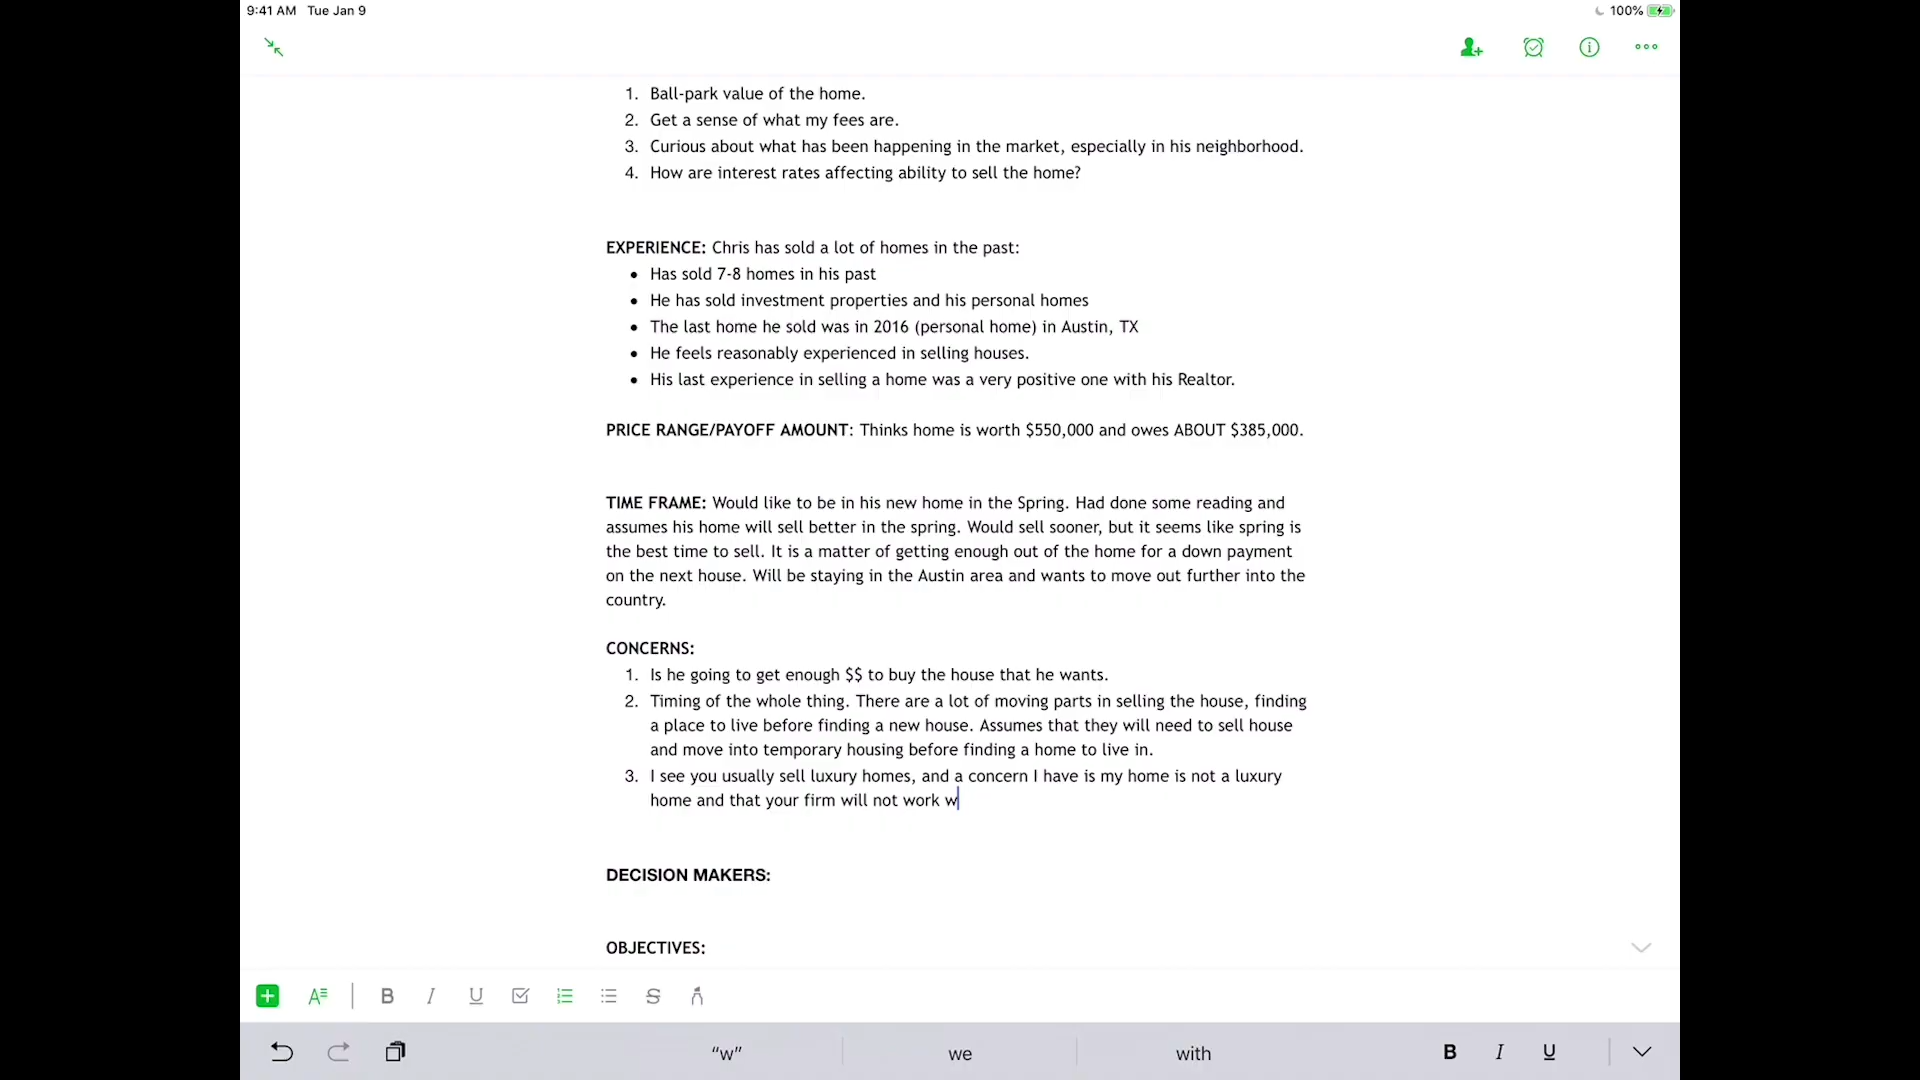 9:41 AM Tue Jan 9
100%
1. Ball-park value of the home.
2. Get a sense of what my fees are.
3. Curious about what has been happening in the market, especially in his neighborhood.
4. How are interest rates affecting ability to sell the home?
EXPERIENCE: Chris has sold a lot of homes in the past:
• Has sold 7-8 homes in his past
• He has sold investment properties and his personal homes
• The last home he sold was in 2016 (personal home) in Austin, TX
• He feels reasonably experienced in selling houses.
• His last experience in selling a home was a very positive one with his Realtor.
PRICE RANGE/PAYOFF AMOUNT: Thinks home is worth $550,000 and owes ABOUT $385,000.
TIME FRAME: Would like to be in his new home in the Spring. Had done some reading and
assumes his home will sell better in the spring. Would sell sooner, but it seems like spring is
the best time to sell. It is a matter of getting enough out of the home for a down payment
on the next house. Will be staying in the Austin area and wants to move out further into the
country.
CONCERNS:
1. Is he going to get enough $$ to buy the house that he wants.
2. Timing of the whole thing. There are a lot of moving parts in selling the house, finding
a place to live before finding a new house. Assumes that they will need to sell house
and move into temporary housing before finding a home to live in.
3. I see you usually sell luxury homes, and a concern I have is my home is not a luxury
home and that your firm will not work w
DECISION MAKERS:
OBJECTIVES:
A B I U S
“w” we with B I U